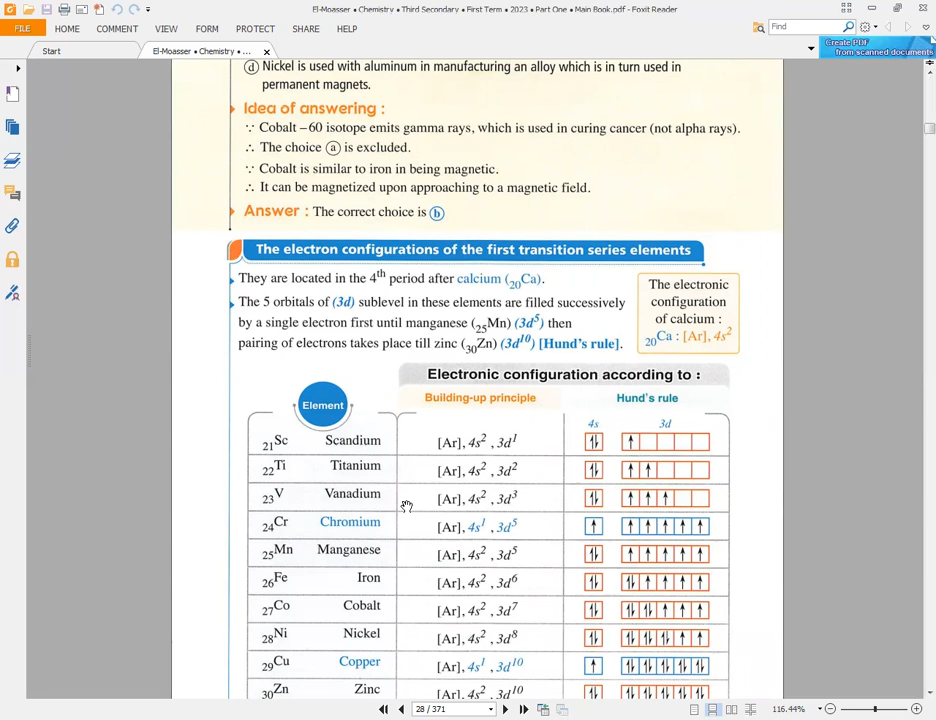 El-Moasser • Chemistry • Third Secondary • First Term • 2023 • Part One • Main Book.pdf - Foxit Reader
FILE HOME COMMENT VIEW FORM PROTECT SHARE HELP
Find
Start El-Moasser • Chemistry • ...
Create PDF
from scanned documents
ⓓ Nickel is used with aluminum in manufacturing an alloy which is in turn used in
permanent magnets.
Idea of answering :
∵ Cobalt – 60 isotope emits gamma rays, which is used in curing cancer (not alpha rays).
∴ The choice ⓐ is excluded.
∵ Cobalt is similar to iron in being magnetic.
∴ It can be magnetized upon approaching to a magnetic field.
Answer : The correct choice is ⓑ
The electron configurations of the first transition series elements
They are located in the 4th period after calcium (₂₀Ca).
The 5 orbitals of (3d) sublevel in these elements are filled successively
by a single electron first until manganese (₂₅Mn) (3d⁵) then
pairing of electrons takes place till zinc (₃₀Zn) (3d¹⁰) [Hund's rule].
The electronic
configuration
of calcium :
₂₀Ca : [Ar], 4s²
Electronic configuration according to :
Element
Building-up principle
Hund's rule
4s 3d
₂₁Sc Scandium [Ar], 4s² , 3d¹
₂₂Ti Titanium [Ar], 4s² , 3d²
₂₃V Vanadium [Ar], 4s² , 3d³
₂₄Cr Chromium [Ar], 4s¹ , 3d⁵
₂₅Mn Manganese [Ar], 4s² , 3d⁵
₂₆Fe Iron [Ar], 4s² , 3d⁶
₂₇Co Cobalt [Ar], 4s² , 3d⁷
₂₈Ni Nickel [Ar], 4s² , 3d⁸
₂₉Cu Copper [Ar], 4s¹ , 3d¹⁰
₃₀Zn Zinc [Ar], 4s² , 3d¹⁰
28 / 371
116.44%